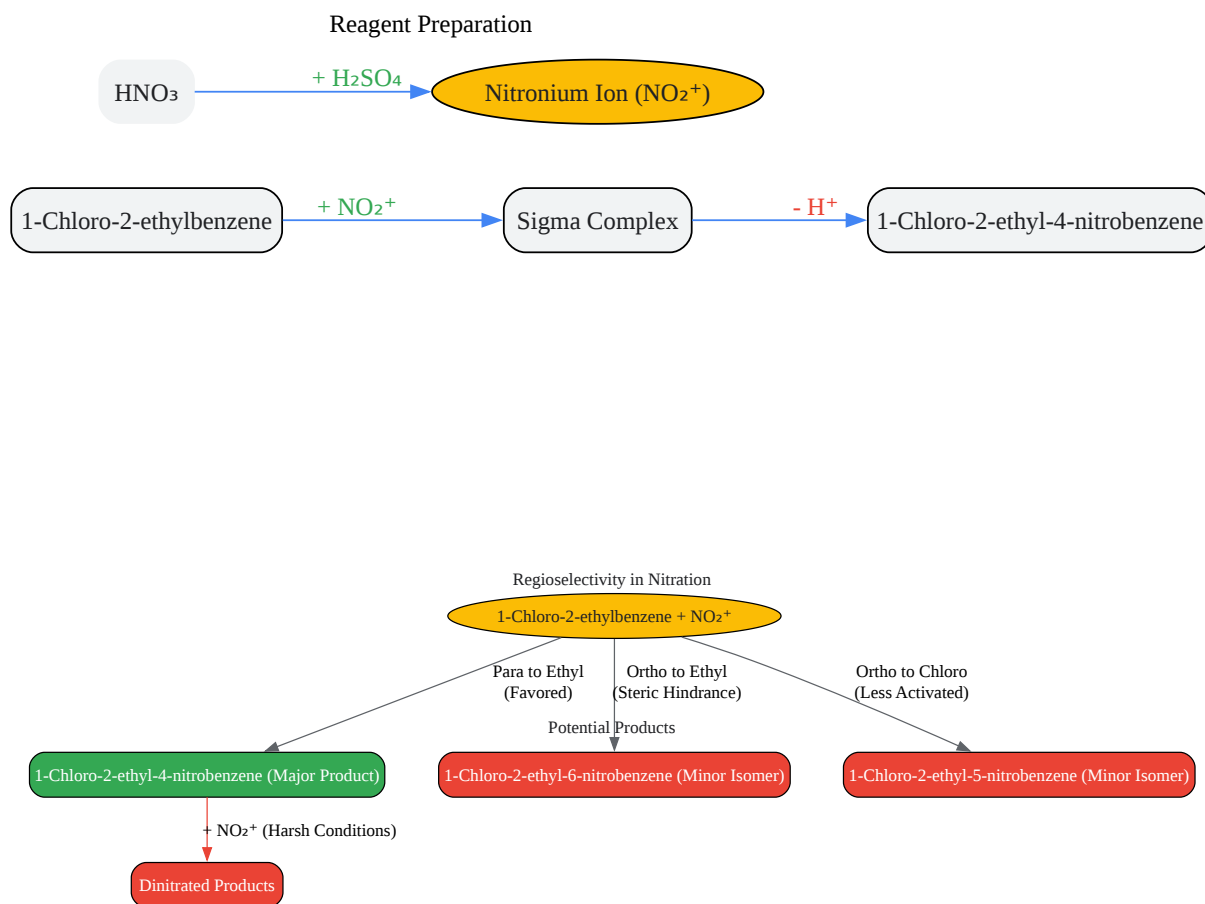 Reagent Preparation
HNO₃
+ H₂SO₄
Nitronium Ion (NO₂⁺)
1-Chloro-2-ethylbenzene
+ NO₂⁺
Sigma Complex
- H⁺
1-Chloro-2-ethyl-4-nitrobenzene
Regioselectivity in Nitration
1-Chloro-2-ethylbenzene + NO₂⁺
Para to Ethyl
(Favored)
Ortho to Ethyl
(Steric Hindrance)
Ortho to Chloro
(Less Activated)
Potential Products
1-Chloro-2-ethyl-4-nitrobenzene (Major Product)
1-Chloro-2-ethyl-6-nitrobenzene (Minor Isomer)
1-Chloro-2-ethyl-5-nitrobenzene (Minor Isomer)
+ NO₂⁺ (Harsh Conditions)
Dinitrated Products